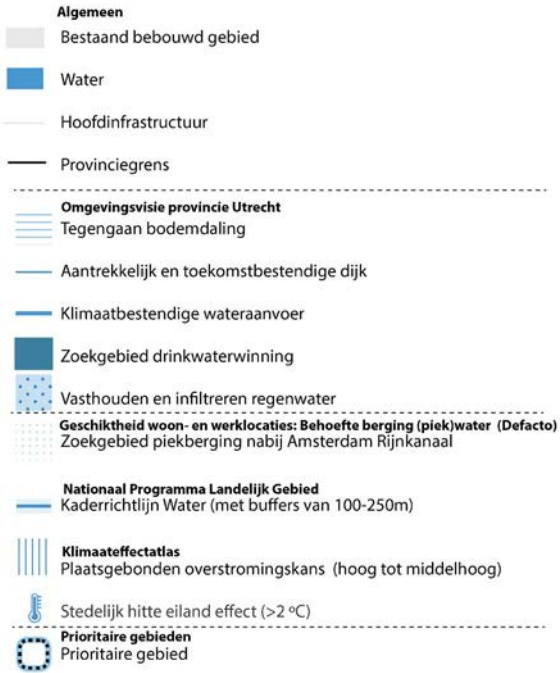 Algemeen
Bestaand bebouwd gebied
Water
Hoofdinfrastructuur
Provinciegrens
Omgevingsvisie provincie Utrecht
Tegengaan bodemdaling
Aantrekkelijk en toekomstbestendige dijk
Klimaatbestendige wateraanvoer
Zoekgebied drinkwaterwinning
Vasthouden en infiltreren regenwater
Geschiktheid woon- en werklocaties: Behoefte berging (piek)water (Defacto)
Zoekgebied piekberging nabij Amsterdam Rijnkanaal
Nationaal Programma Landelijk Gebied
Kaderrichtlijn Water (met buffers van 100-250m)
Klimaateffectatlas
Plaatsgebonden overstromingskans (hoog tot middelhoog)
Stedelijk hitte eiland effect (>2 ºC)
Prioritaire gebieden
Prioritaire gebied